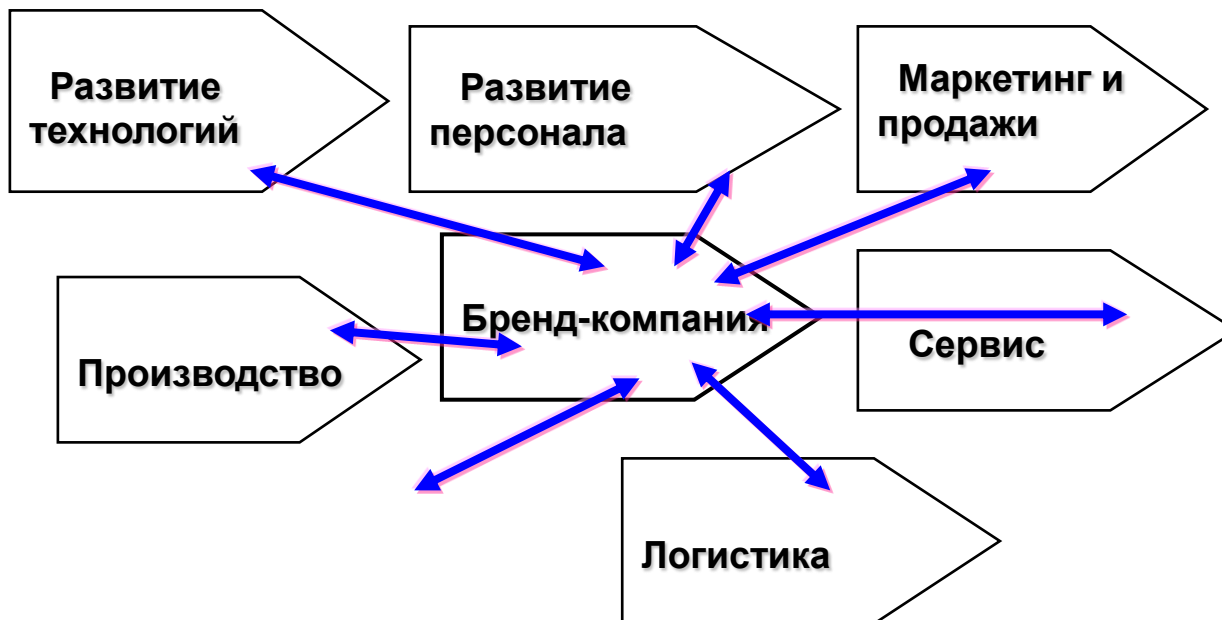 Развитие
технологий
Развитие
персонала
Маркетинг и
продажи
Бренд-компания
Производство
Сервис
Логистика